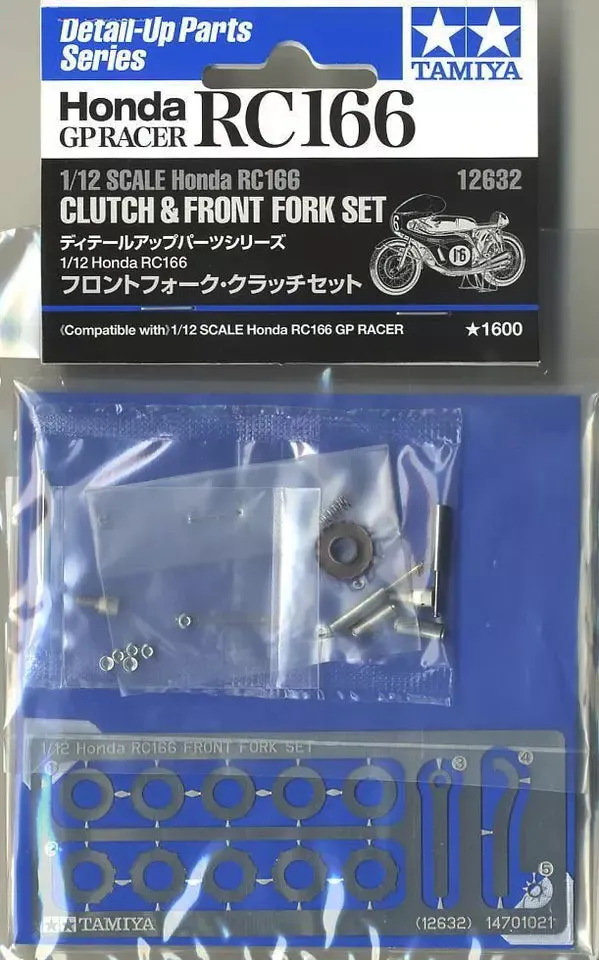 Detail-Up Parts
Series
TAMIYA
Honda
GP RACER
RC166
1/12 SCALE Honda RC166
12632
CLUTCH & FRONT FORK SET
ディテールアップパーツシリーズ
1/12 Honda RC166
フロントフォーク・クラッチセット
6
16
《Compatible with》1/12 SCALE Honda RC166 GP RACER
★1600
1/12 Honda RC166 FRONT FORK SET
1
3
4
2
5
TAMIYA
(12632) 14701021